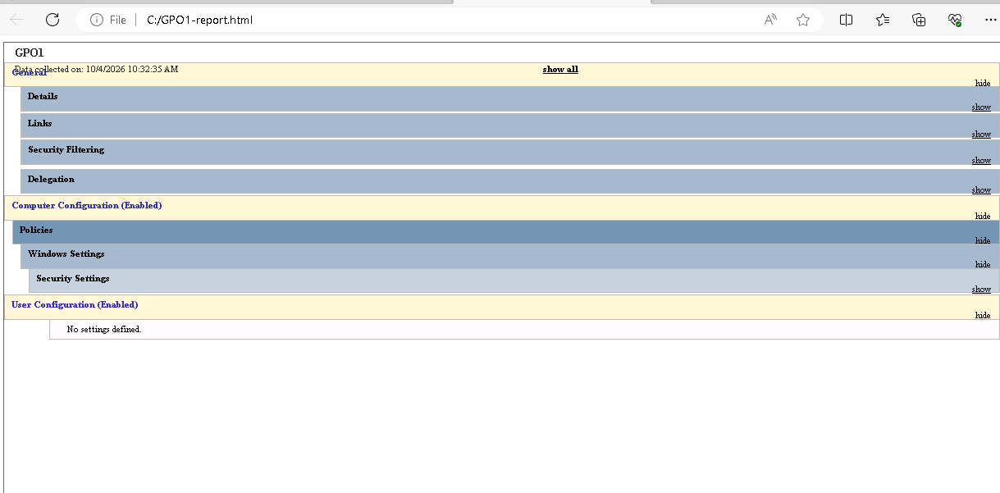 File C:/GPO1-report.html
GPO1
Data collected on: 10/4/2026 10:32:35 AM show all
General
hide
Details
show
Links
show
Security Filtering
show
Delegation
show
Computer Configuration (Enabled)
hide
Policies
hide
Windows Settings
hide
Security Settings
show
User Configuration (Enabled)
hide
No settings defined.